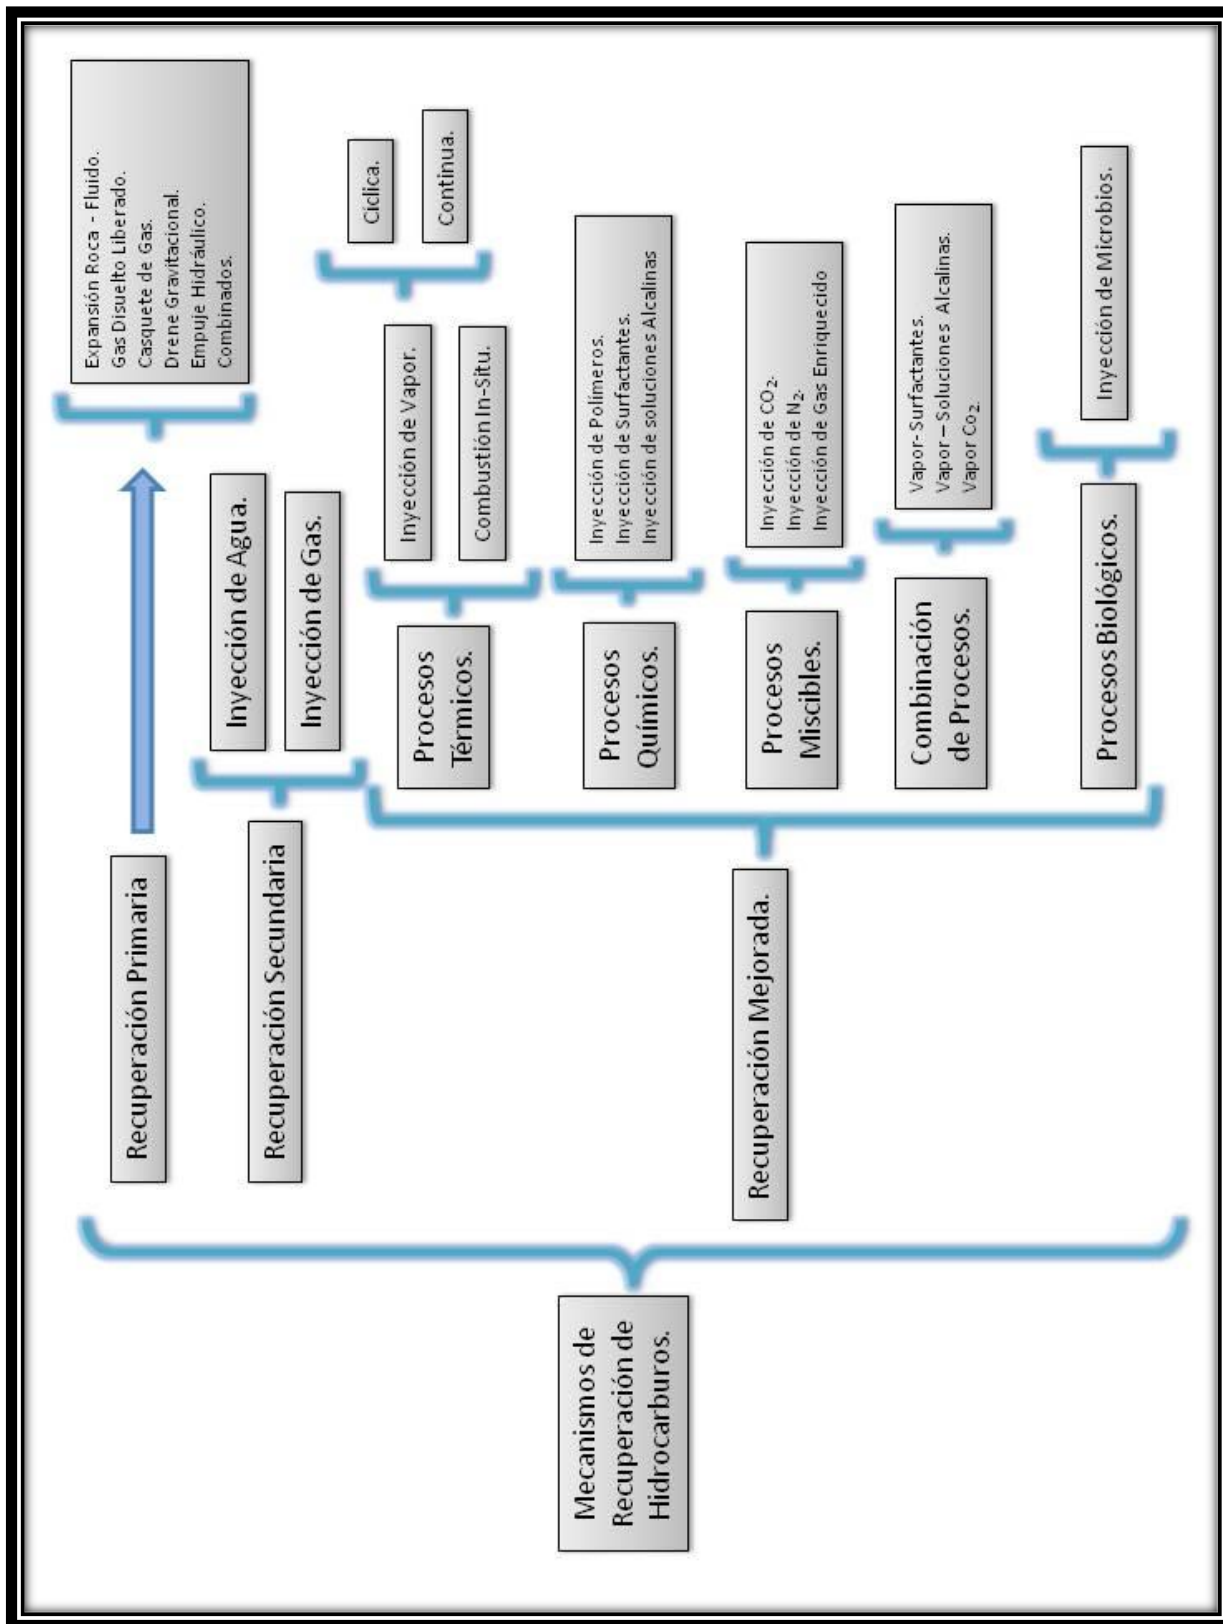 Mecanismos de
Recuperación de
Hidrocarburos.
Recuperación Primaria
Expansión Roca - Fluido.
Gas Disuelto Liberado.
Casquete de Gas.
Drene Gravitacional.
Empuje Hidráulico.
Combinados.
Recuperación Secundaria
Inyección de Agua.
Inyección de Gas.
Recuperación Mejorada.
Procesos
Térmicos.
Inyección de Vapor.
Cíclica.
Continua.
Combustión In-Situ.
Procesos
Químicos.
Inyección de Polímeros.
Inyección de Surfactantes.
Inyección de soluciones Alcalinas
Procesos
Miscibles.
Inyección de CO₂.
Inyección de N₂.
Inyección de Gas Enriquecido
Combinación
de Procesos.
Vapor- Surfactantes.
Vapor – Soluciones Alcalinas.
Vapor Co₂.
Procesos Biológicos.
Inyección de Microbios.